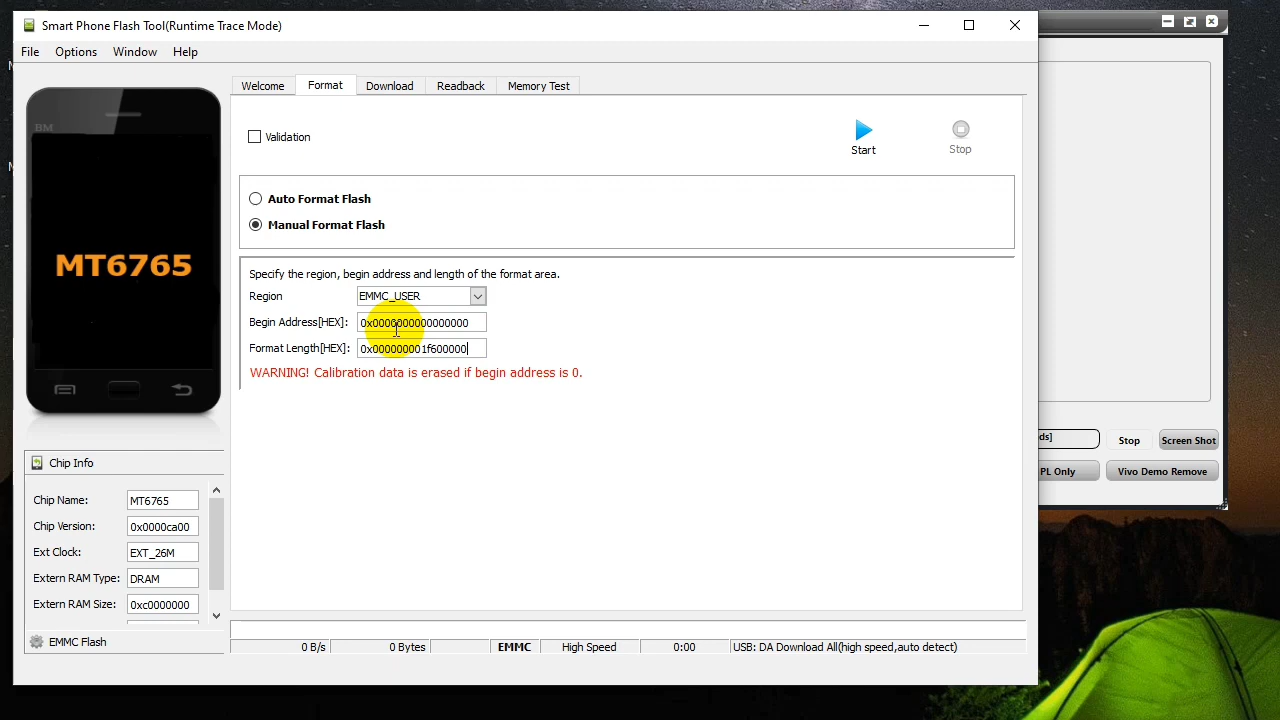 Smart Phone Flash Tool(Runtime Trace Mode)
File Options Window Help
Welcome Format Download Readback Memory Test
BM
Validation
Start
Stop
Auto Format Flash
Manual Format Flash
MT6765
Specify the region, begin address and length of the format area.
Region EMMC_USER
Begin Address[HEX]: 0x0000000000000000
Format Length[HEX]: 0x000000001f600000
WARNING! Calibration data is erased if begin address is 0.
ds]
Stop
Screen Shot
PL Only
Vivo Demo Remove
Chip Info
Chip Name: MT6765
Chip Version: 0x0000ca00
Ext Clock: EXT_26M
Extern RAM Type: DRAM
Extern RAM Size: 0xc0000000
EMMC Flash
0 B/s 0 Bytes EMMC High Speed 0:00 USB: DA Download All(high speed,auto detect)